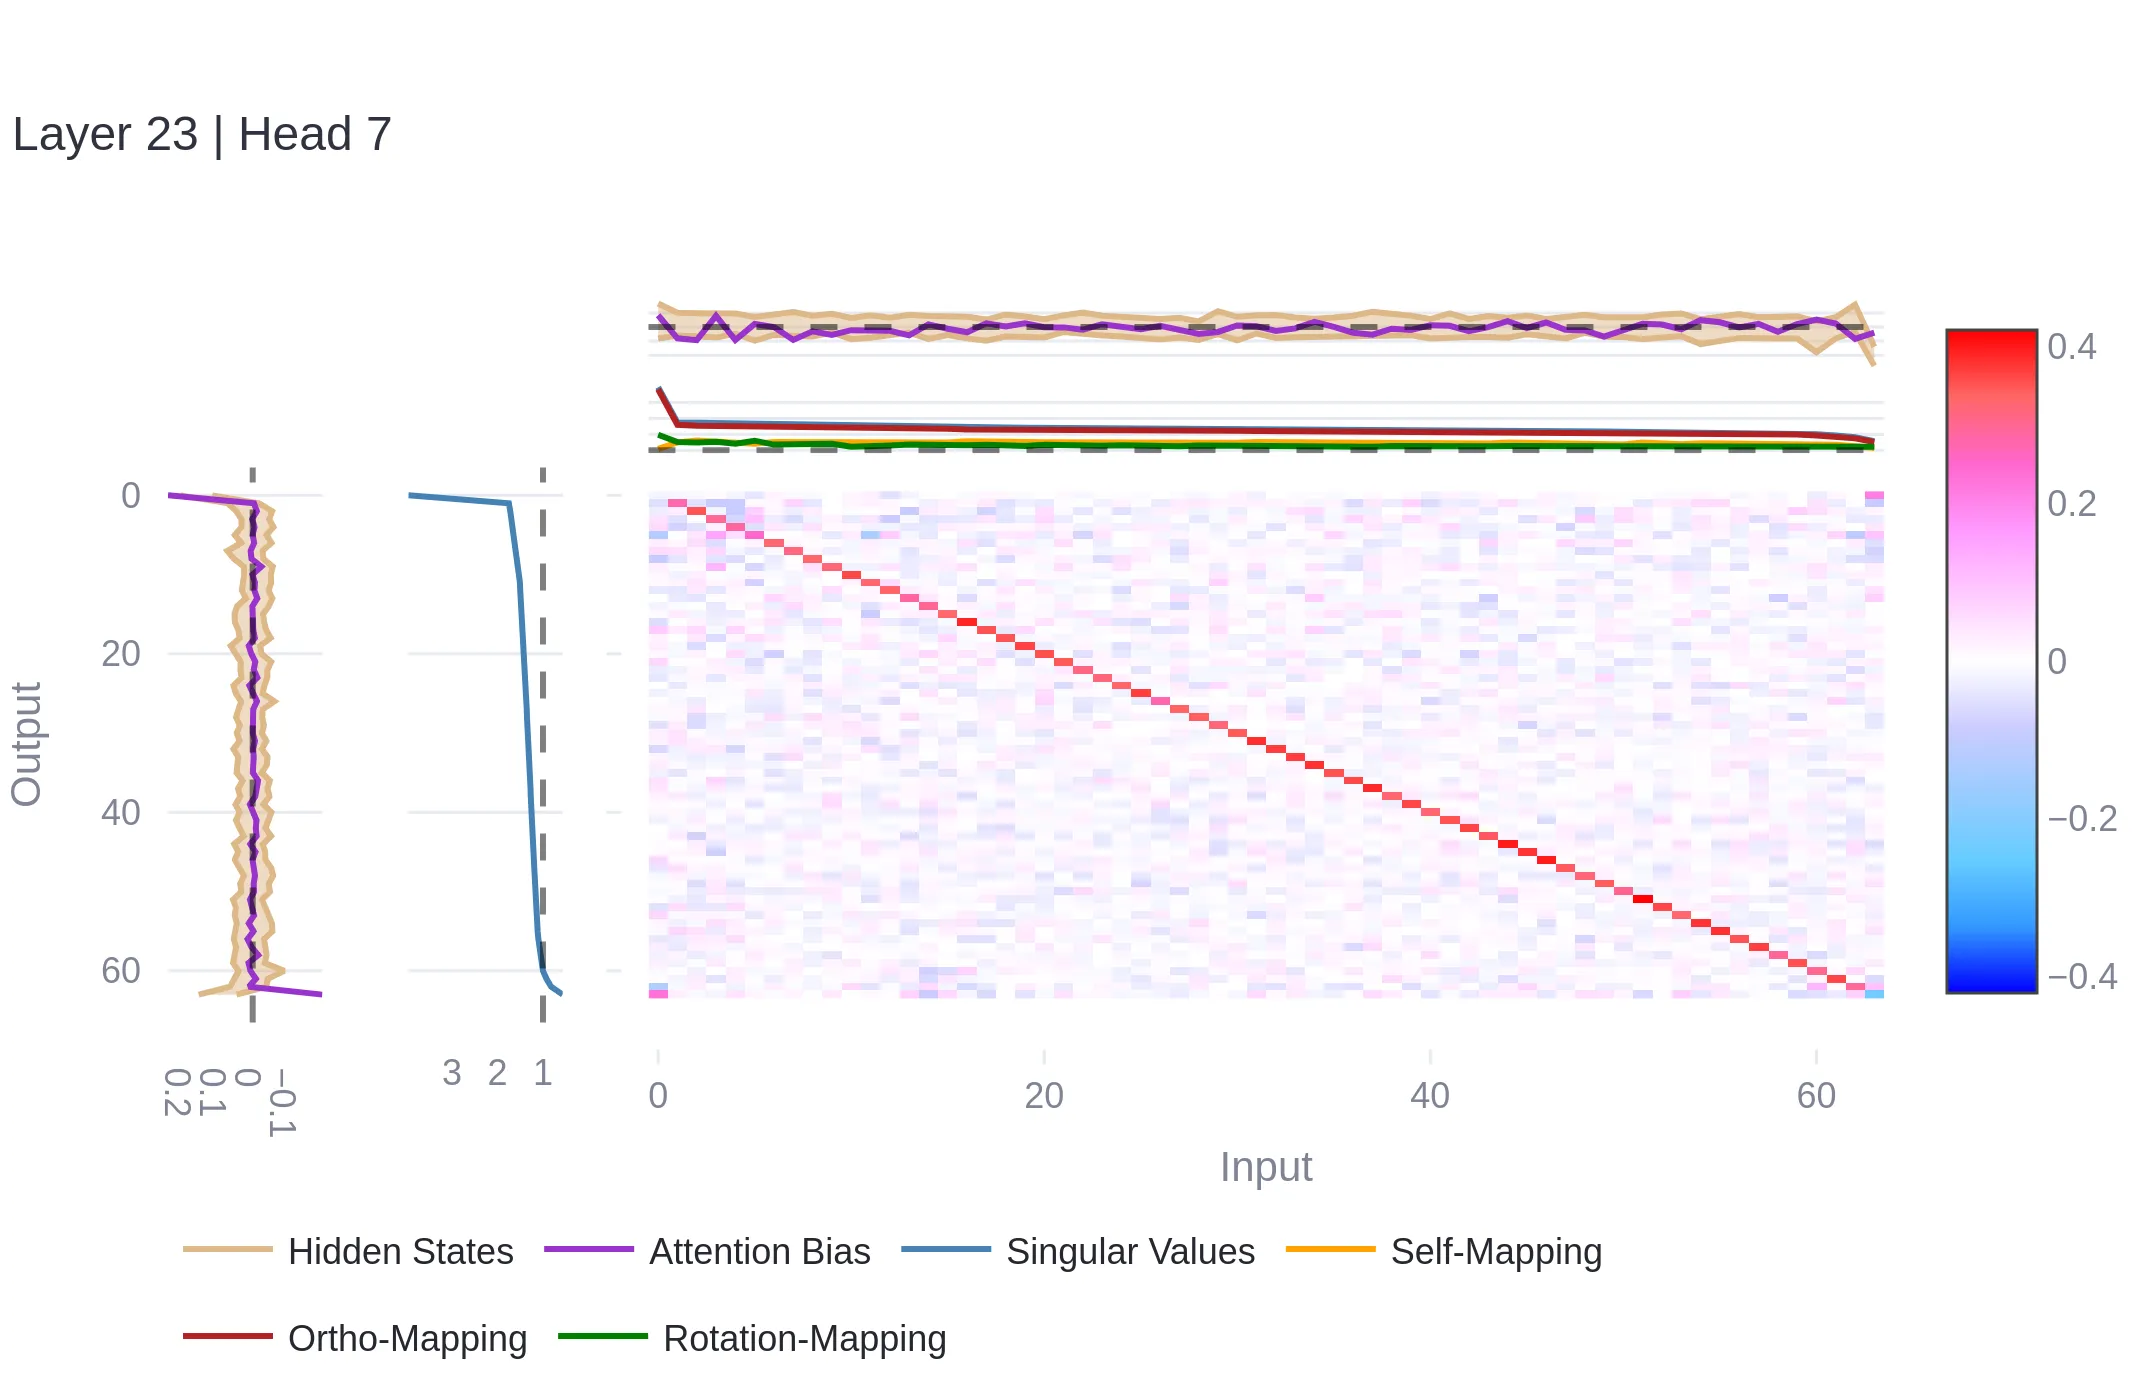 Layer 23 | Head 7
0.4
0.2
0
−0.2
−0.4
0
20
40
60
Output
0.2
0.1
0
−0.1
3
2
1
0
20
40
60
Input
Hidden States
Attention Bias
Singular Values
Self-Mapping
Ortho-Mapping
Rotation-Mapping